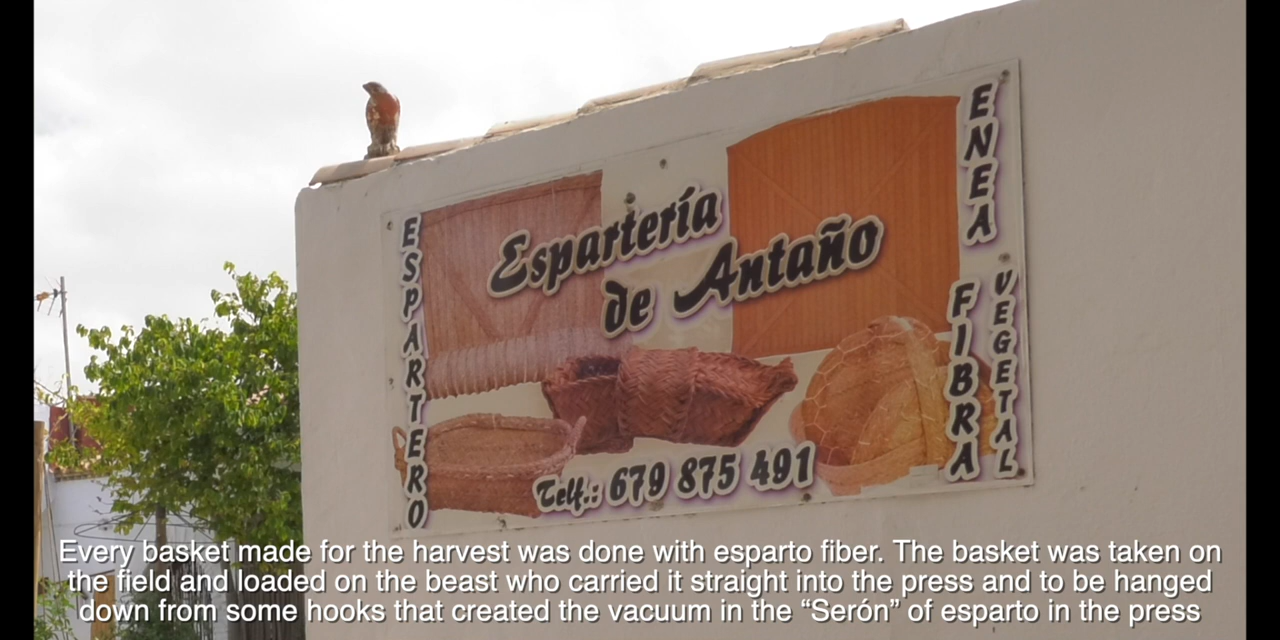 ESPARTERO
Espartería
de Antaño
ENEA
FIBRA
VEGETAL
Telf.: 679 875 491
Every basket made for the harvest was done with esparto fiber. The basket was taken on
the field and loaded on the beast who carried it straight into the press and to be hanged
down from some hooks that created the vacuum in the “Serón” of esparto in the press